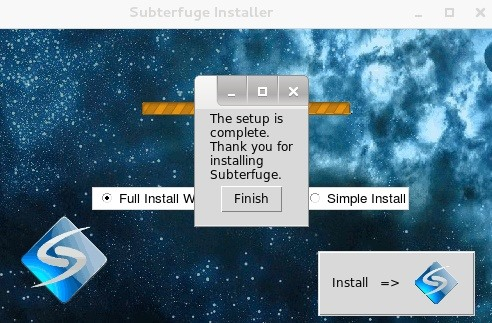 Subterfuge Installer
The setup is
complete.
Thank you for
installing
Subterfuge.
Finish
Full Install W
Simple Install
Install =>